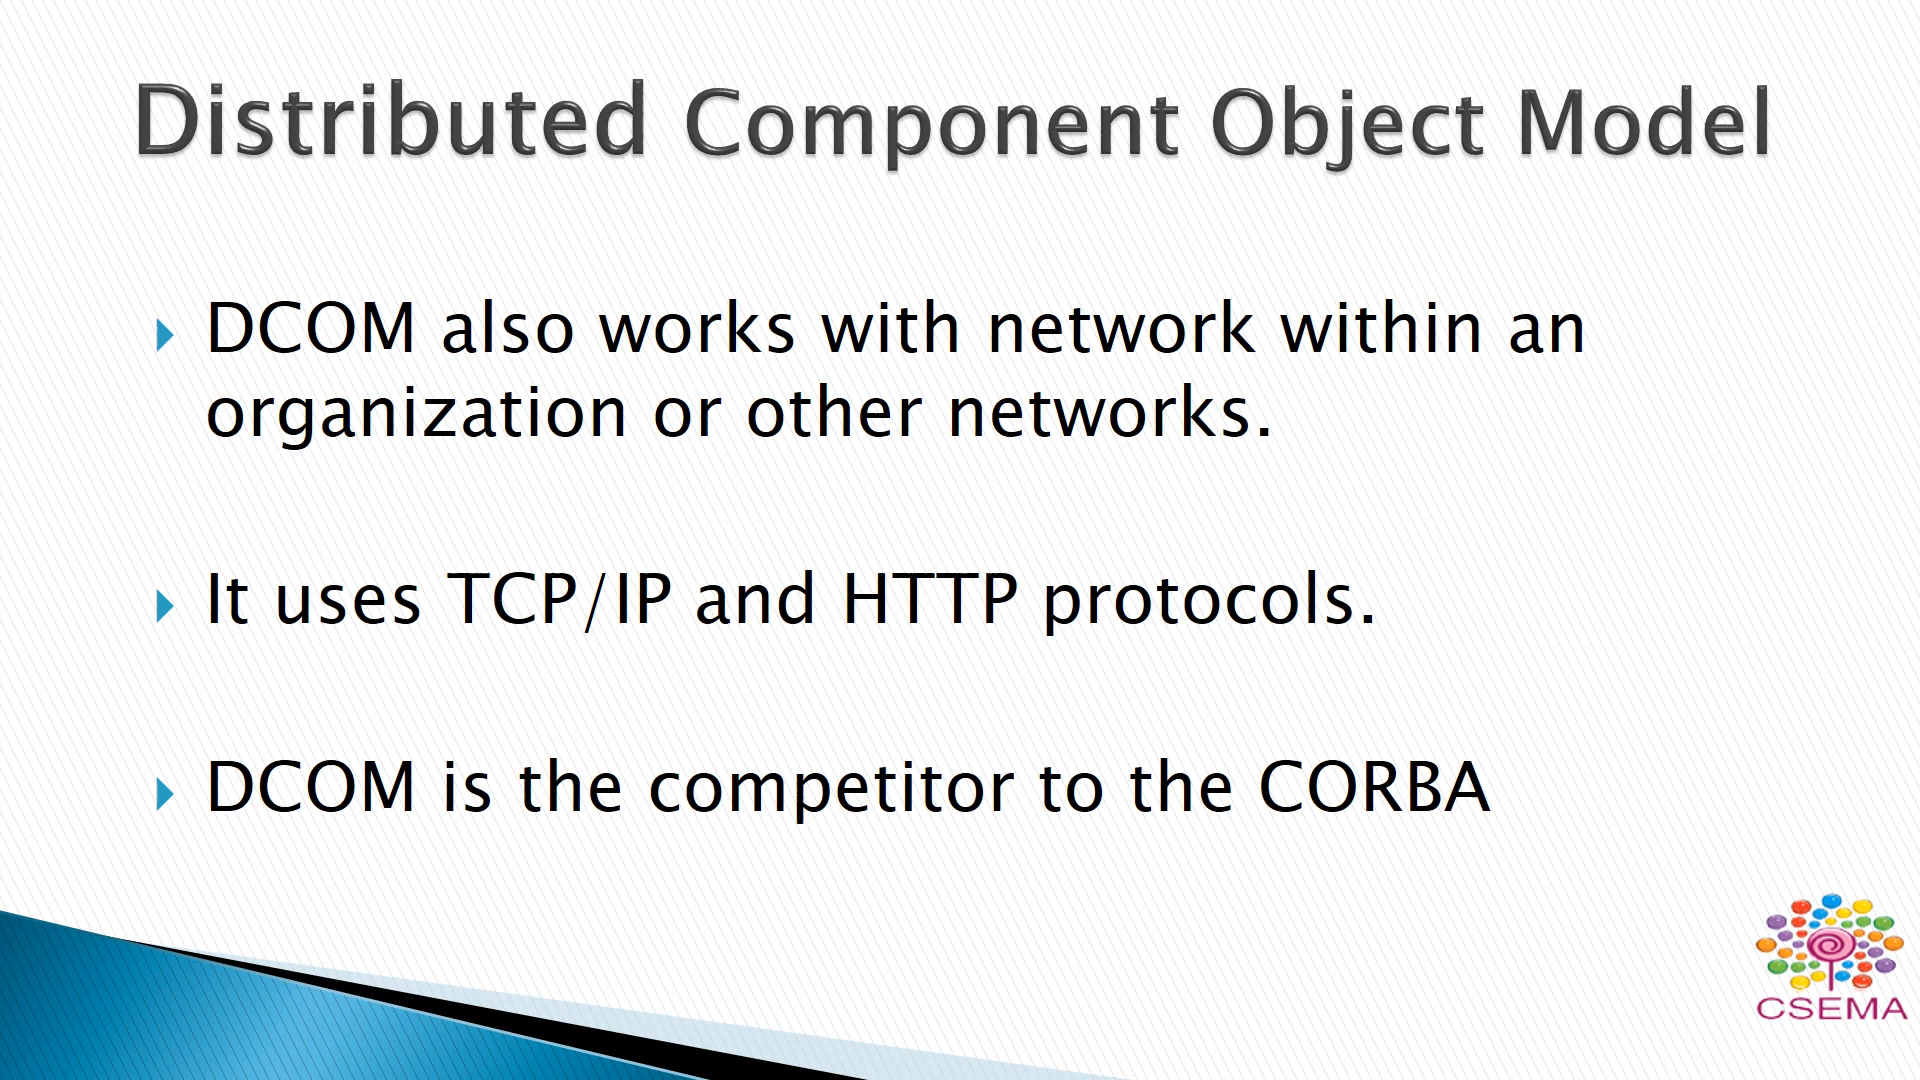 Distributed Component Object Model
DCOM also works with network within an
organization or other networks.
It uses TCP/IP and HTTP protocols.
DCOM is the competitor to the CORBA
CSEMA